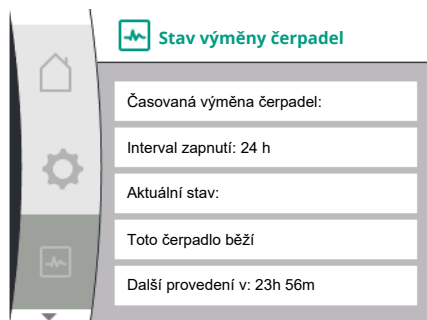 Stav výměny čerpadel
Časovaná výměna čerpadel:
Interval zapnutí: 24 h
Aktuální stav:
Toto čerpadlo běží
Další provedení v: 23h 56m